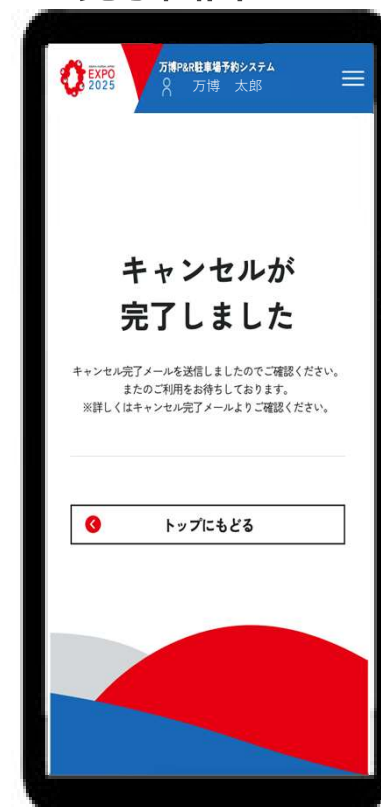 EXPO
2025
万博P&R駐車場予約システム
万博 太郎
キャンセルが
完了しました
キャンセル完了メールを送信しましたのでご確認ください。
またのご利用をお待ちしております。
※詳しくはキャンセル完了メールよりご確認ください。
トップにもどる